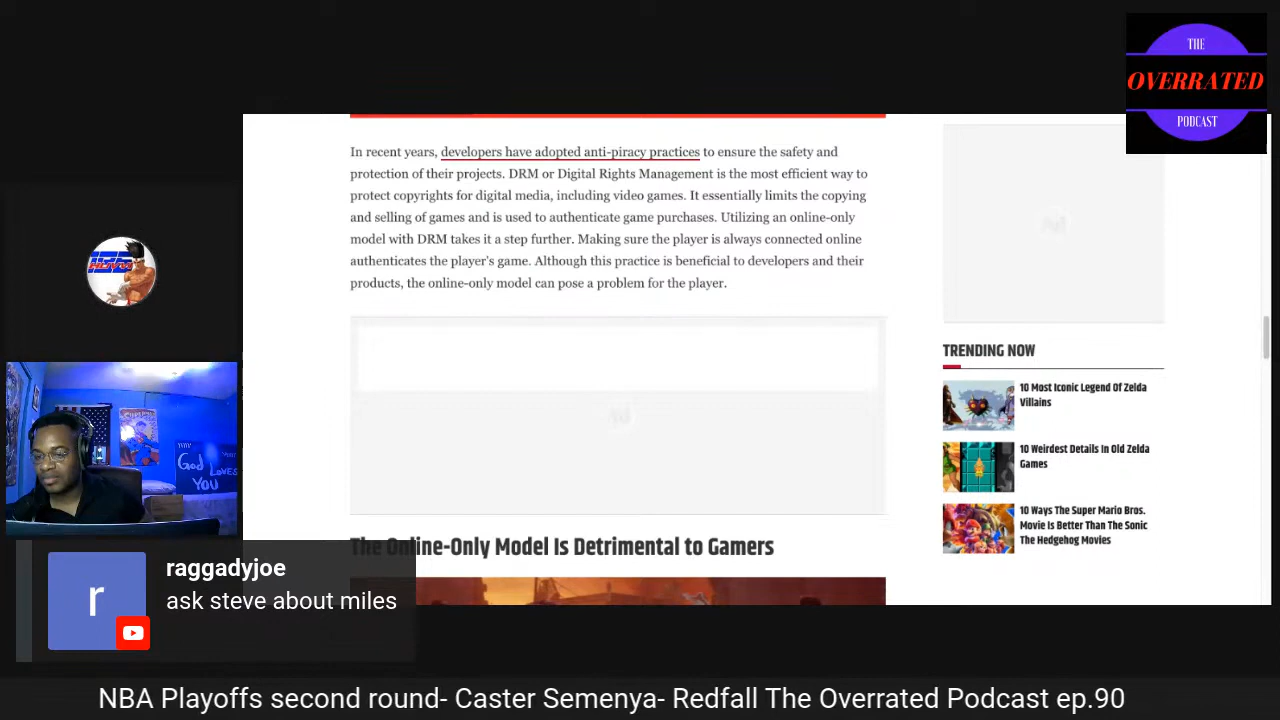 THE
OVERRATED
PODCAST
In recent years, developers have adopted anti-piracy practices to ensure the safety and
protection of their projects. DRM or Digital Rights Management is the most efficient way to
protect copyrights for digital media, including video games. It essentially limits the copying
and selling of games and is used to authenticate game purchases. Utilizing an online-only
model with DRM takes it a step further. Making sure the player is always connected online
authenticates the player's game. Although this practice is beneficial to developers and their
products, the online-only model can pose a problem for the player.
TRENDING NOW
10 Most Iconic Legend Of Zelda
Villains
10 Weirdest Details In Old Zelda
Games
10 Ways The Super Mario Bros.
Movie Is Better Than The Sonic
The Hedgehog Movies
God Loves
You
The Online-Only Model Is Detrimental to Gamers
r
raggadyjoe
ask steve about miles
NBA Playoffs second round- Caster Semenya- Redfall The Overrated Podcast ep.90